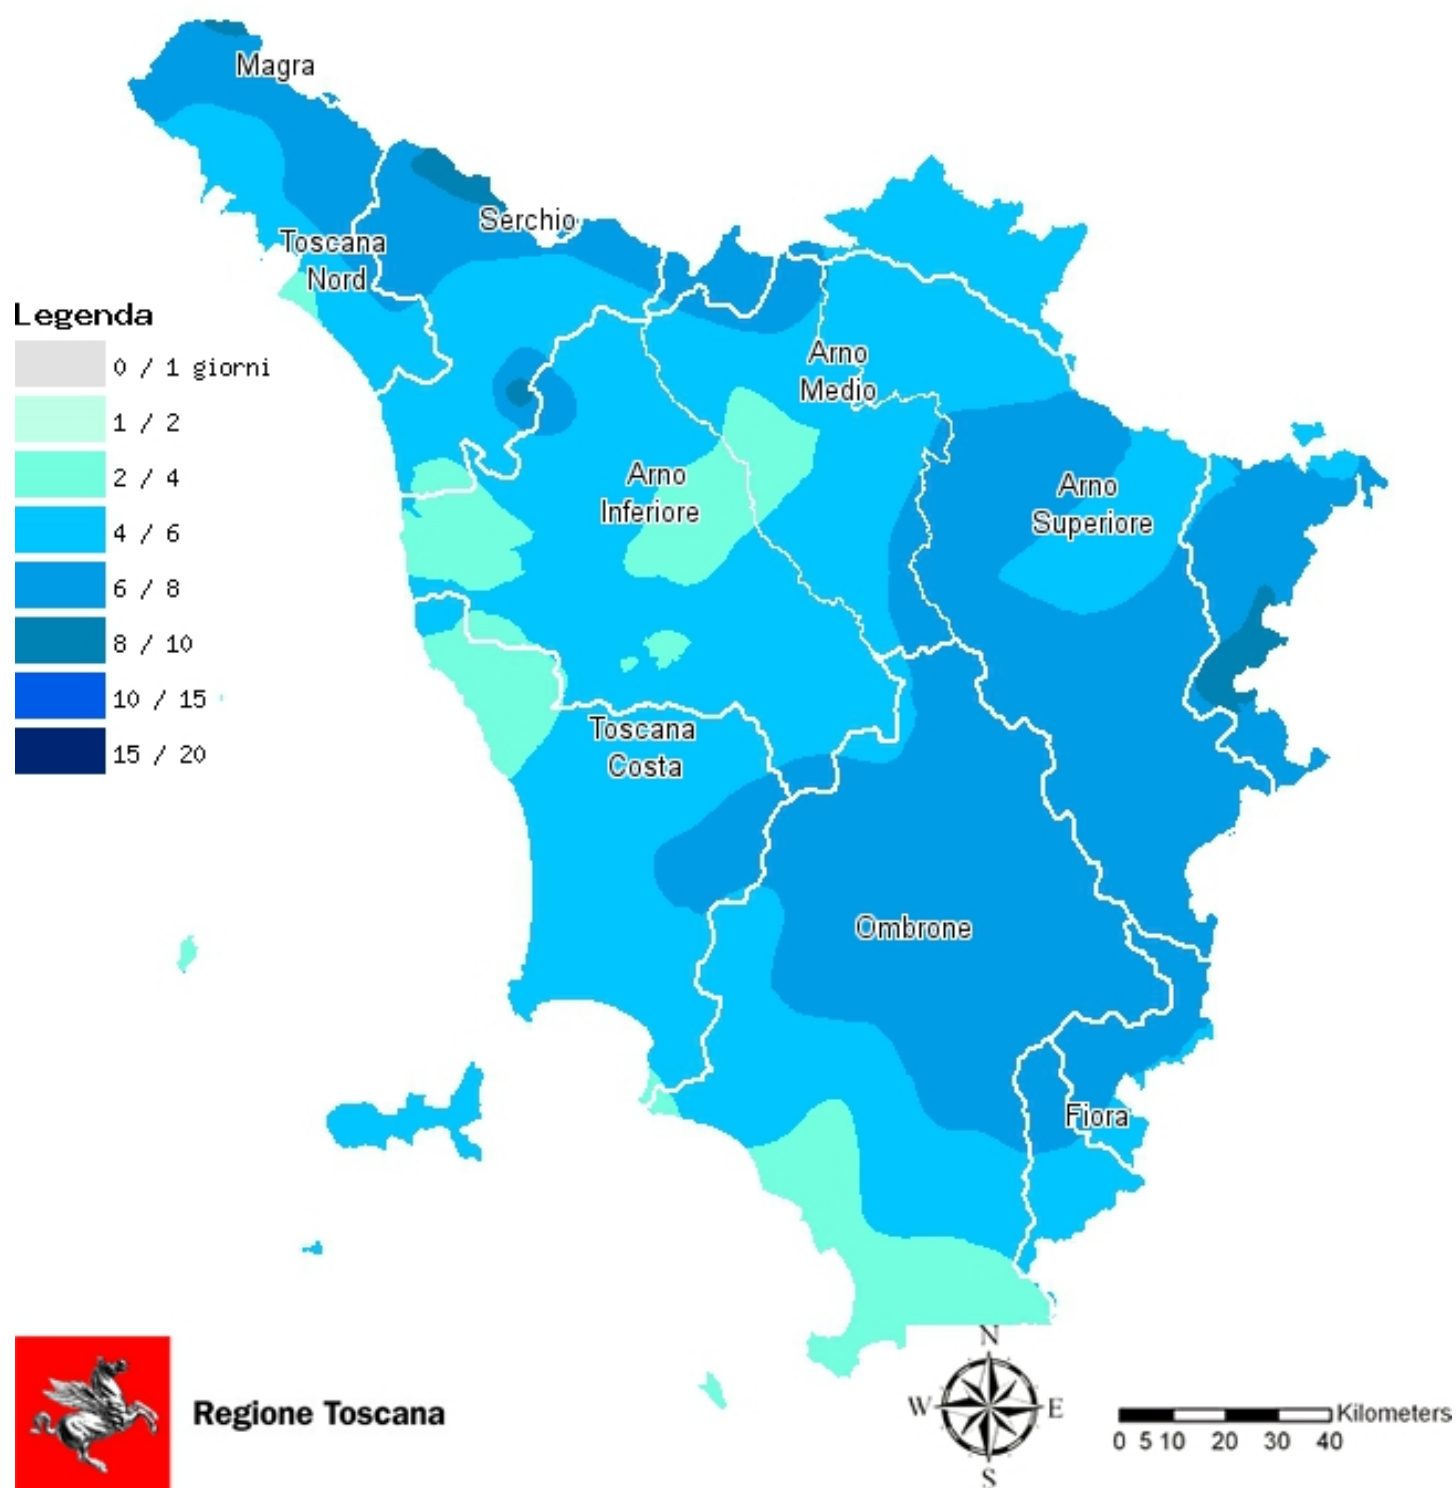 Magra
Serchio
Toscana
Nord
Legenda
0 / 1 giorni
1 / 2
2 / 4
4 / 6
6 / 8
8 / 10
10 / 15
15 / 20
Arno
Medio
Arno
Inferiore
Arno
Superiore
Toscana
Costa
Ombrone
Fiora
Regione Toscana
N
W E
S
Kilometers
0 5 10 20 30 40